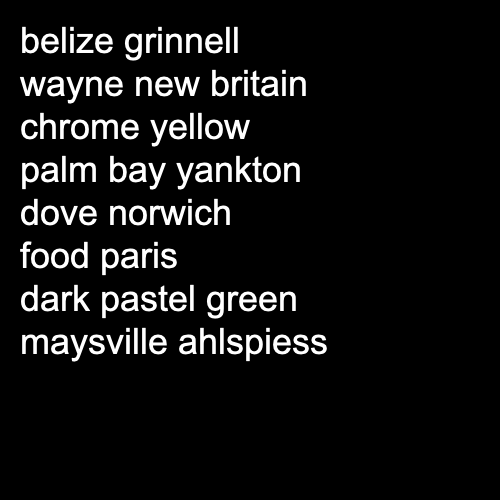 belize grinnell
wayne new britain
chrome yellow
palm bay yankton
dove norwich
food paris
dark pastel green
maysville ahlspiess